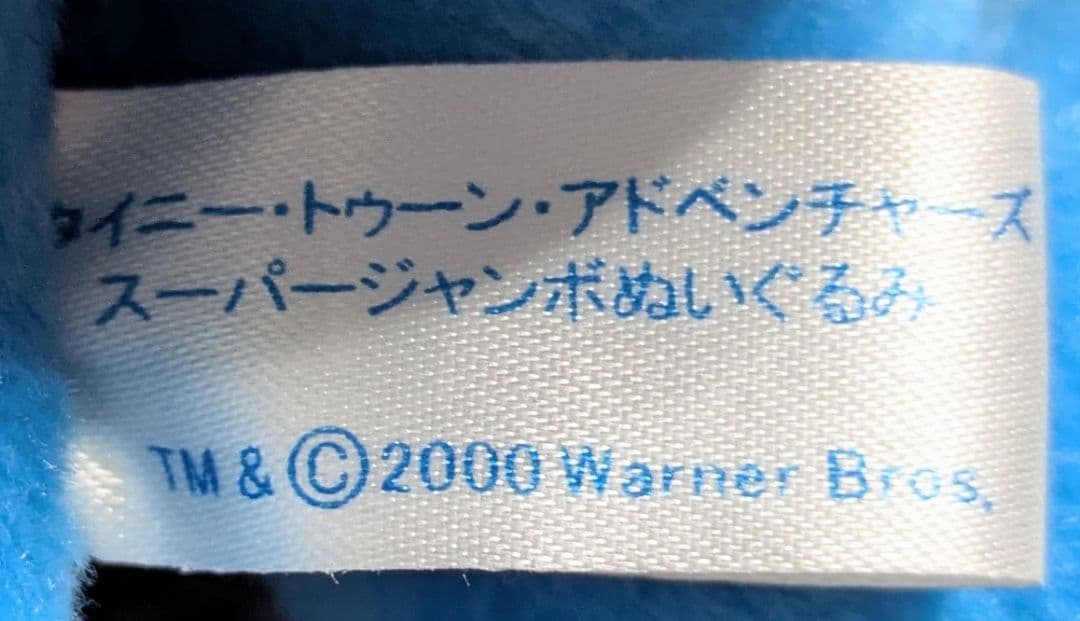 タイニー・トゥーン・アドベンチャーズ
スーパージャンボぬいぐるみ
TM & ©2000 Warner Bros.